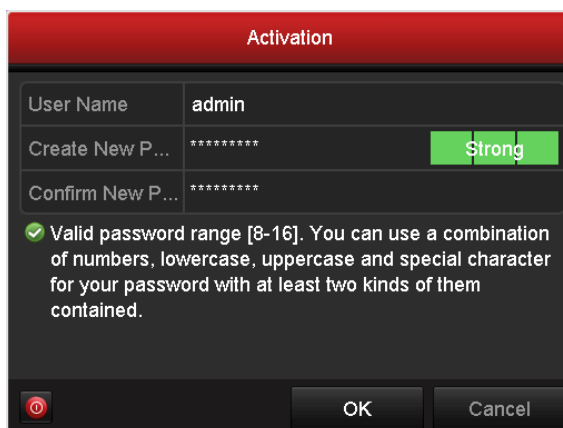 Activation
User Name admin
Create New P... ********* Strong
Confirm New P... *********
Valid password range [8-16]. You can use a combination
of numbers, lowercase, uppercase and special character
for your password with at least two kinds of them
contained.
OK Cancel